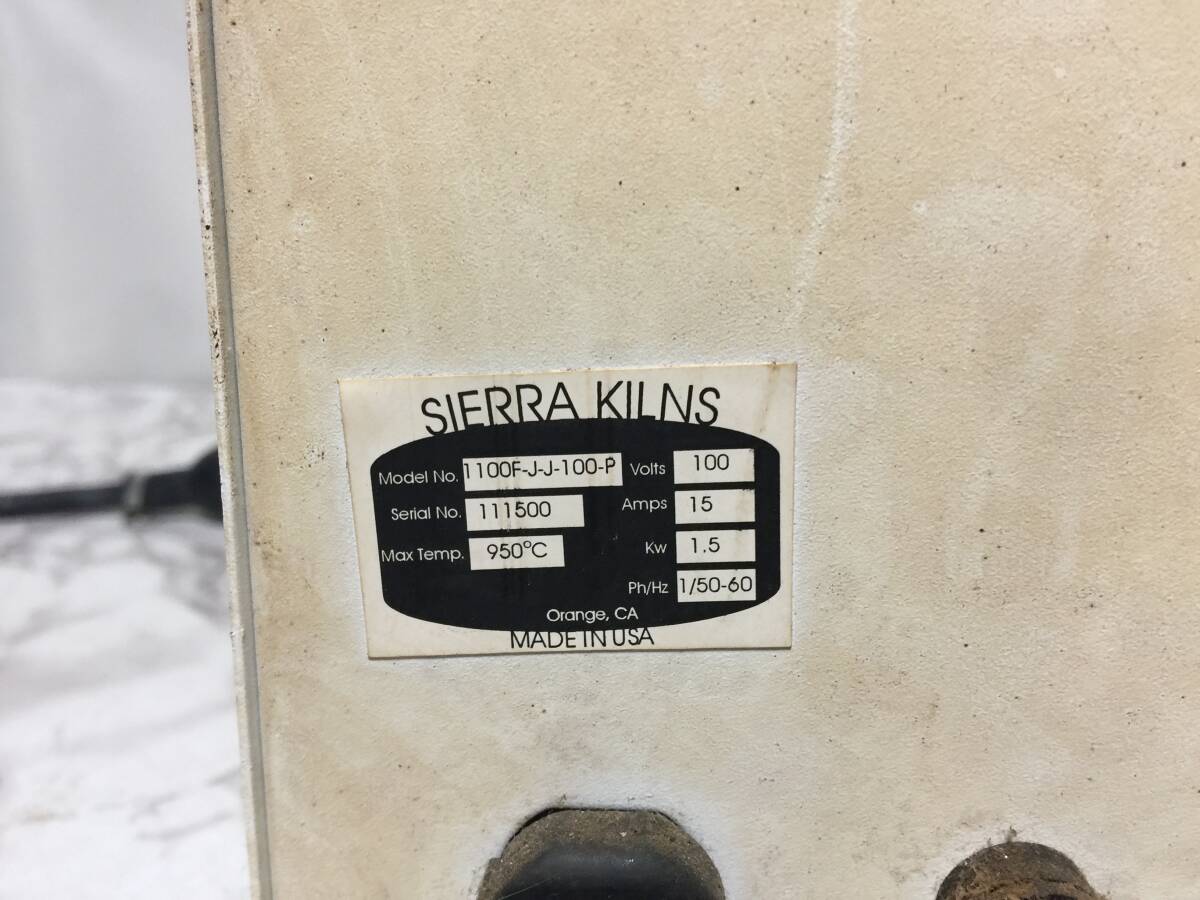 SIERRA KILNS
Model No. 1100F-J-J-100-P Volts 100
Serial No. 111500 Amps 15
Max Temp. 950°C Kw 1.5
Ph/Hz 1/50-60
Orange, CA
MADE IN USA